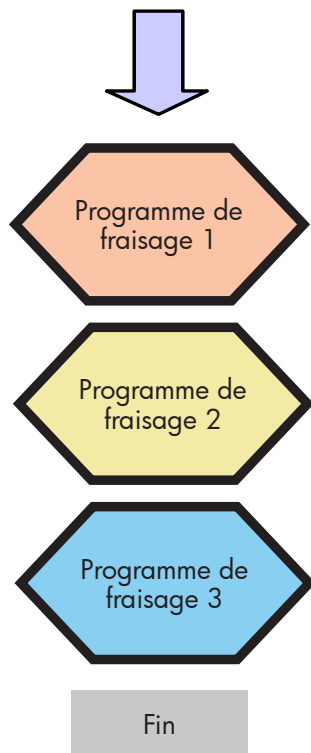 Programme de
fraisage 1
Programme de
fraisage 2
Programme de
fraisage 3
Fin